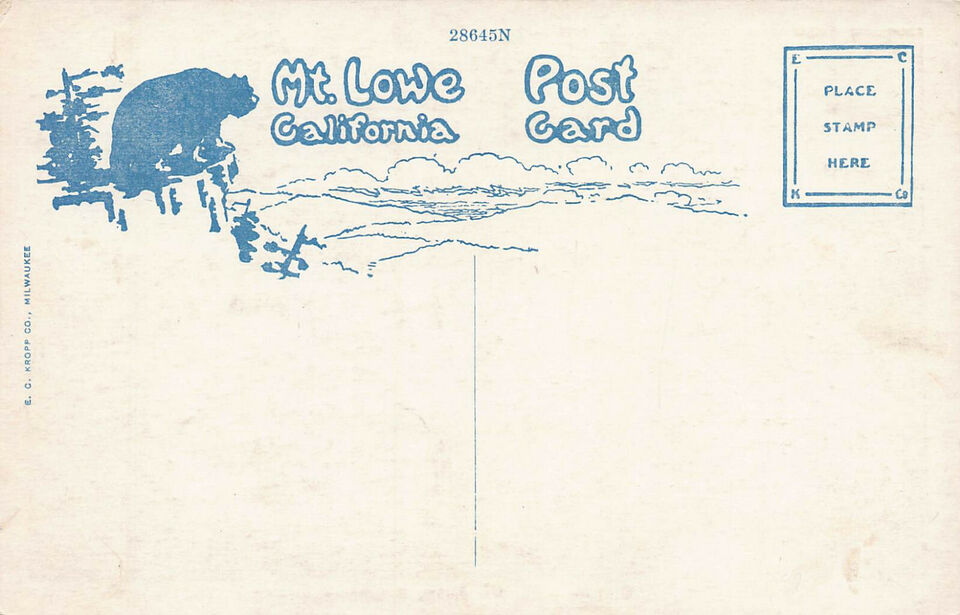 28645N
Mt. Lowe Post
California Card
E C
PLACE
STAMP
HERE
K Co
E. C. KROPP CO., MILWAUKEE